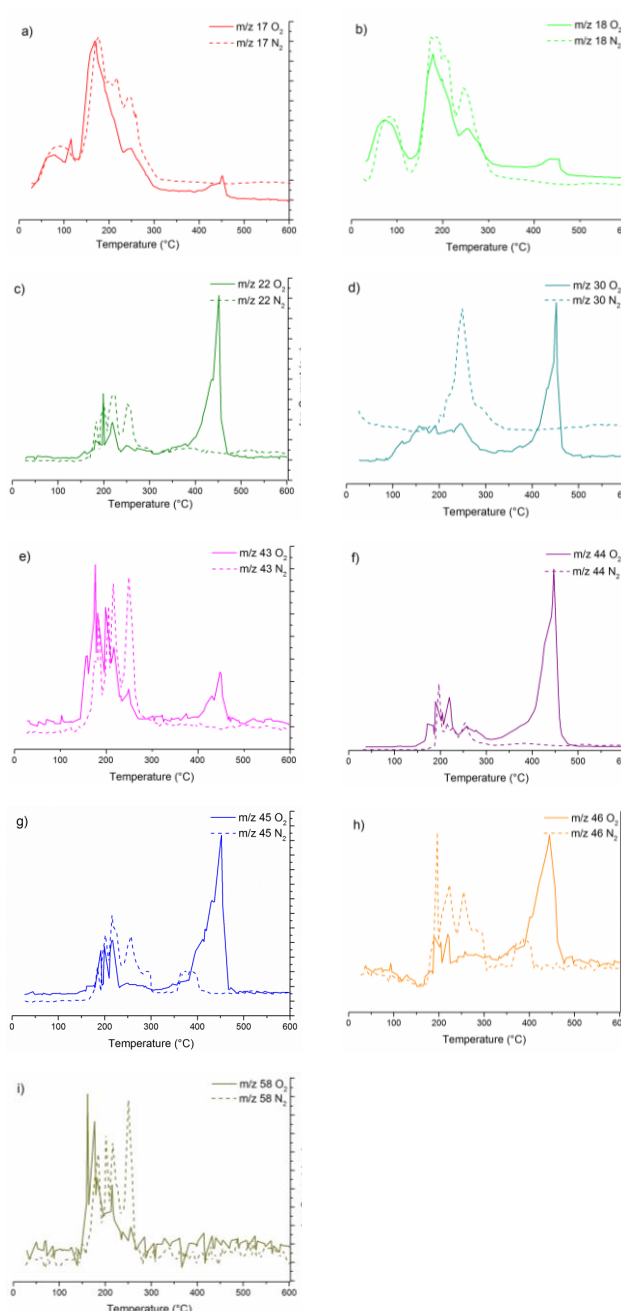 a)
m/z 17 O₂
m/z 17 N₂
0 100 200 300 400 500 600
Temperature (°C)
b)
m/z 18 O₂
m/z 18 N₂
0 100 200 300 400 500 600
Temperature (°C)
c)
m/z 22 O₂
m/z 22 N₂
0 100 200 300 400 500 600
Temperature (°C)
d)
m/z 30 O₂
m/z 30 N₂
0 100 200 300 400 500 600
Temperature (°C)
e)
m/z 43 O₂
m/z 43 N₂
0 100 200 300 400 500 600
Temperature (°C)
f)
m/z 44 O₂
m/z 44 N₂
0 100 200 300 400 500 600
Temperature (°C)
g)
m/z 45 O₂
m/z 45 N₂
0 100 200 300 400 500 600
Temperature (°C)
h)
m/z 46 O₂
m/z 46 N₂
0 100 200 300 400 500 600
Temperature (°C)
i)
m/z 58 O₂
m/z 58 N₂
0 100 200 300 400 500 600
Temperature (°C)